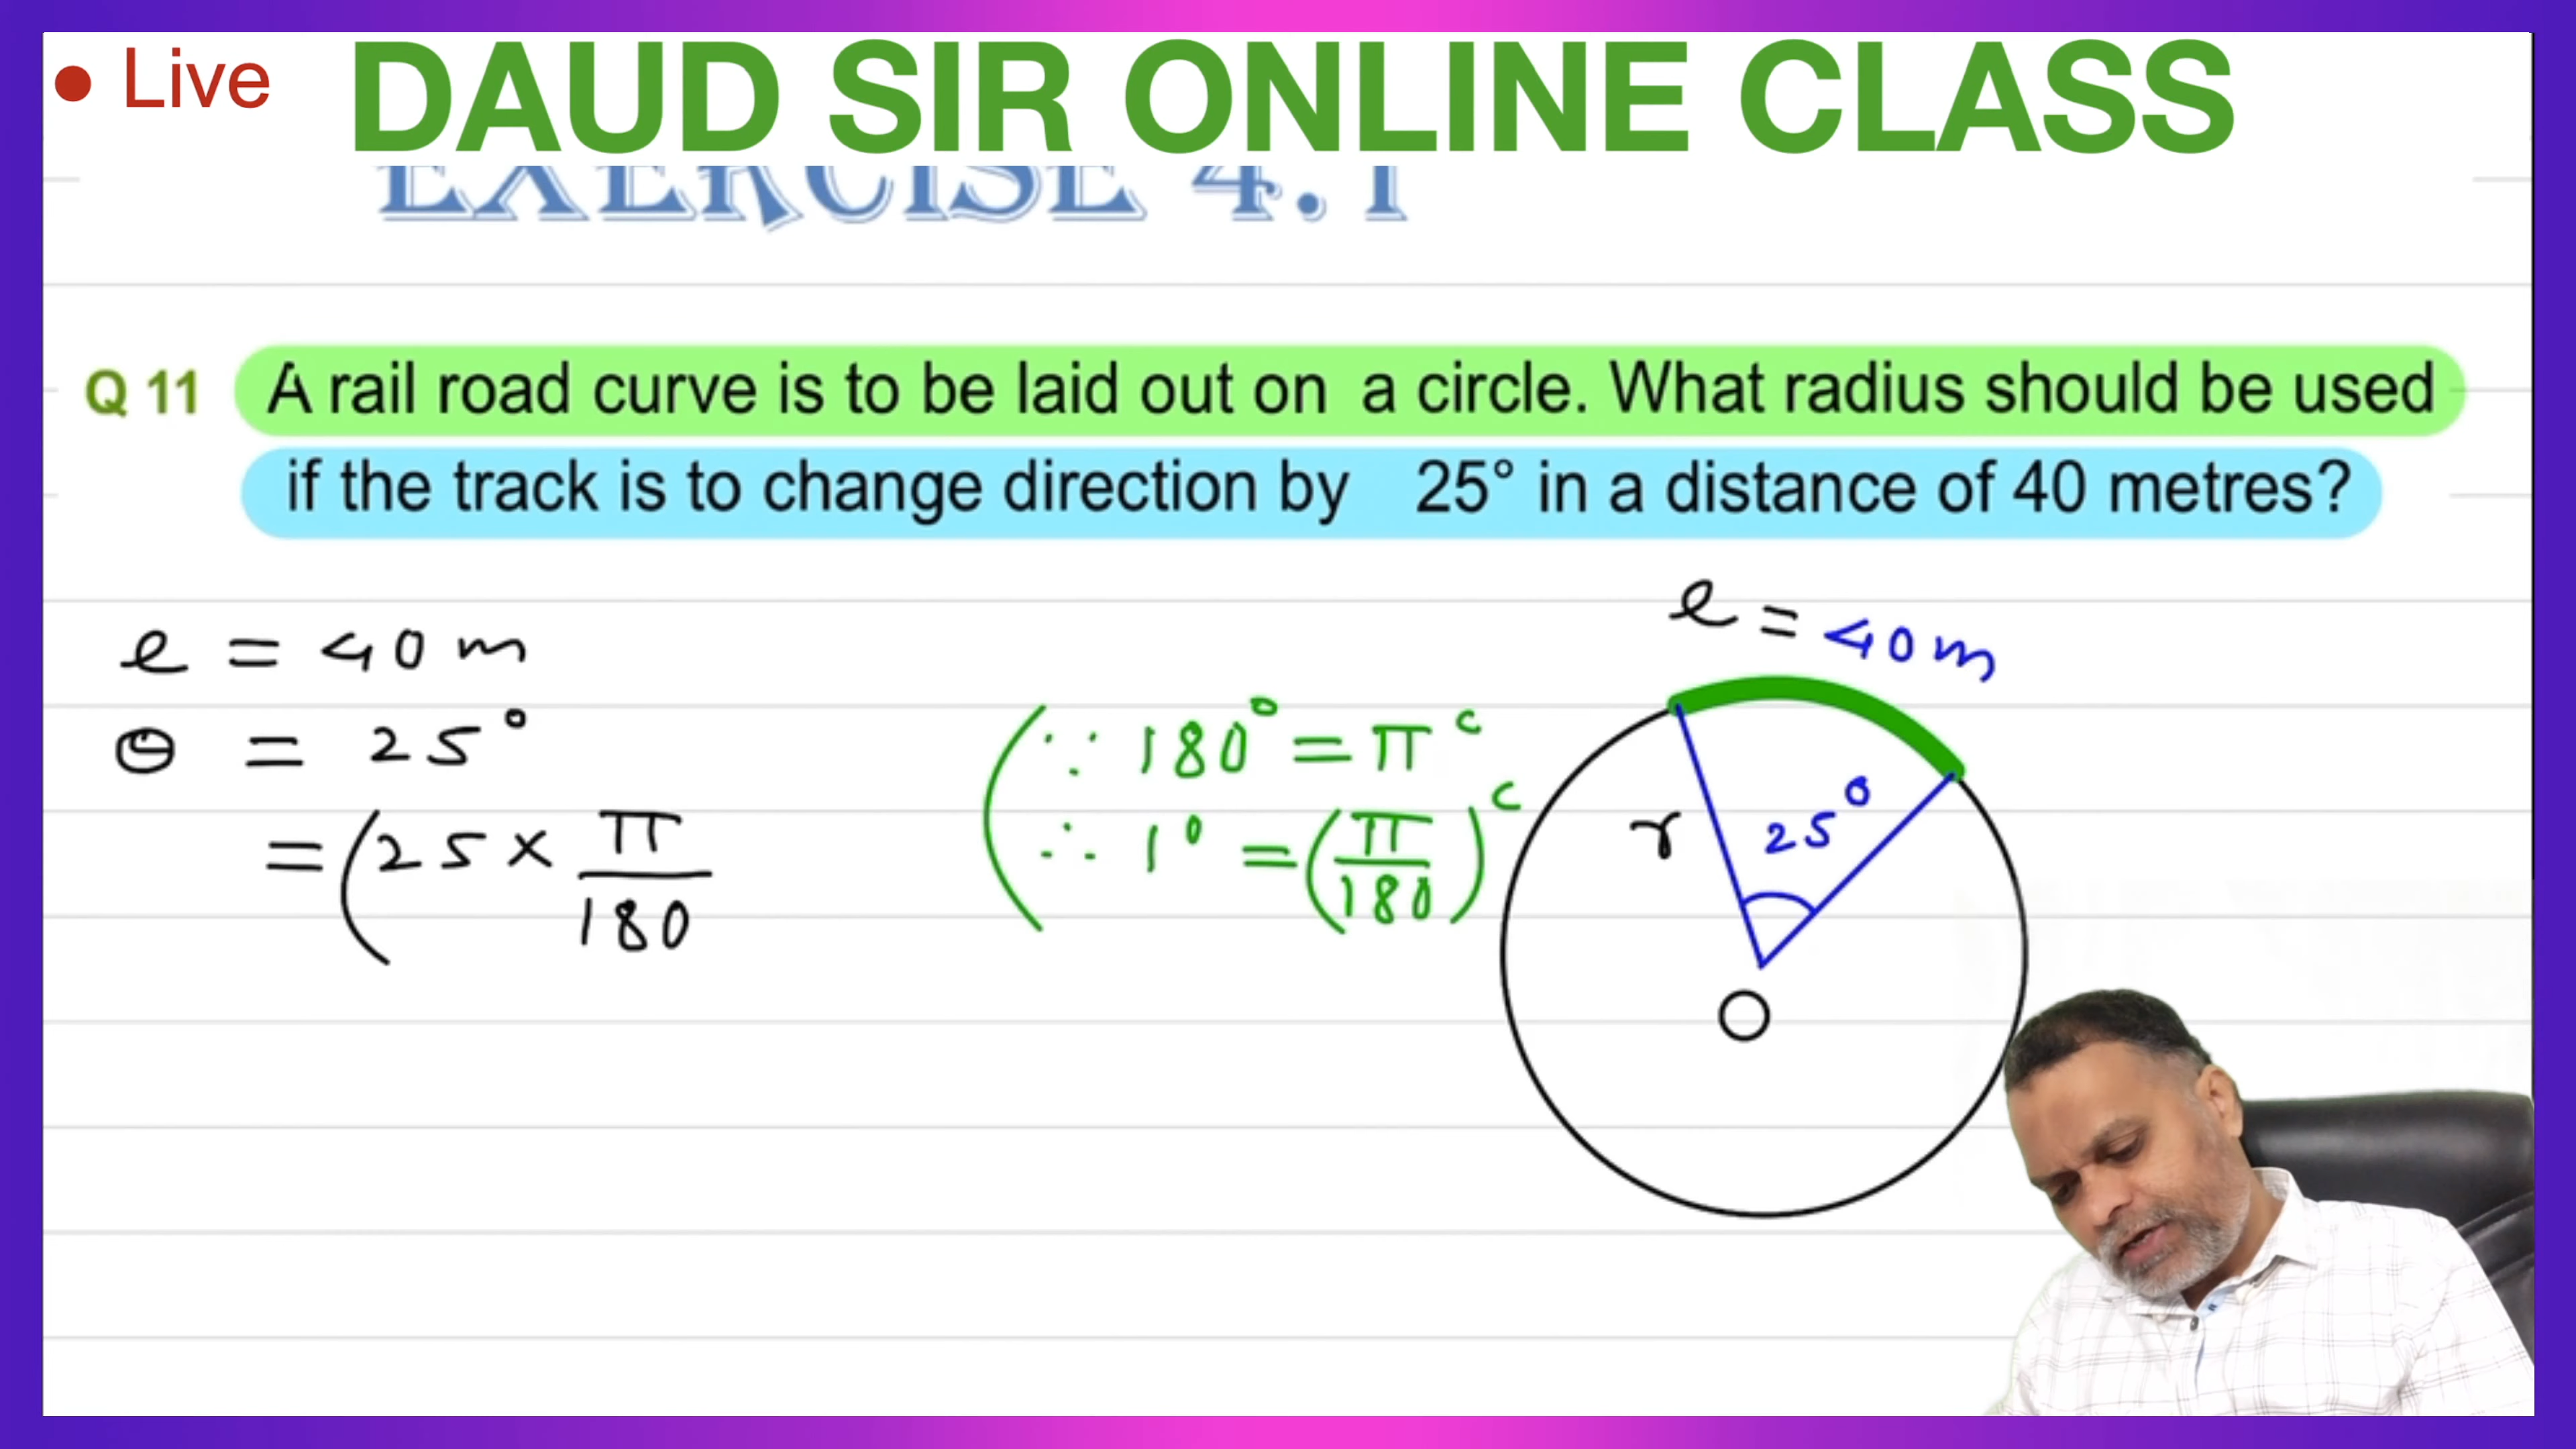 • Live
DAUD SIR ONLINE CLASS
EXERCISE 4.1
Q 11 A rail road curve is to be laid out on a circle. What radius should be used
if the track is to change direction by 25° in a distance of 40 metres?
l = 40 m
θ = 25°
= (25 × π/180
(∵ 180° = π^c
∴ 1° = (π/180)^c
l = 40 m
r
25°
O